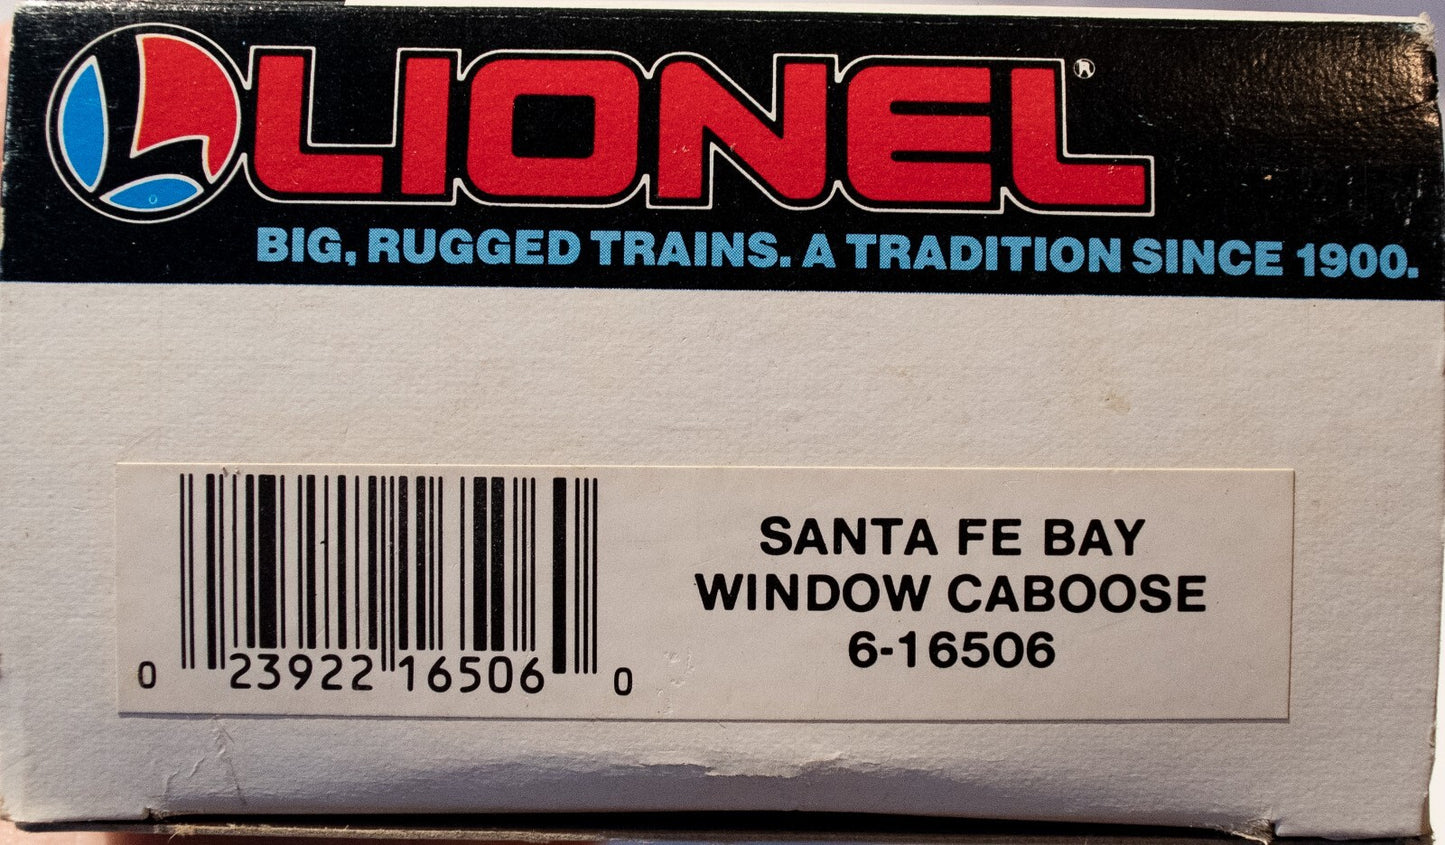 LIONEL®
BIG, RUGGED TRAINS. A TRADITION SINCE 1900.
SANTA FE BAY
WINDOW CABOOSE
6-16506
0 23922 16506 0